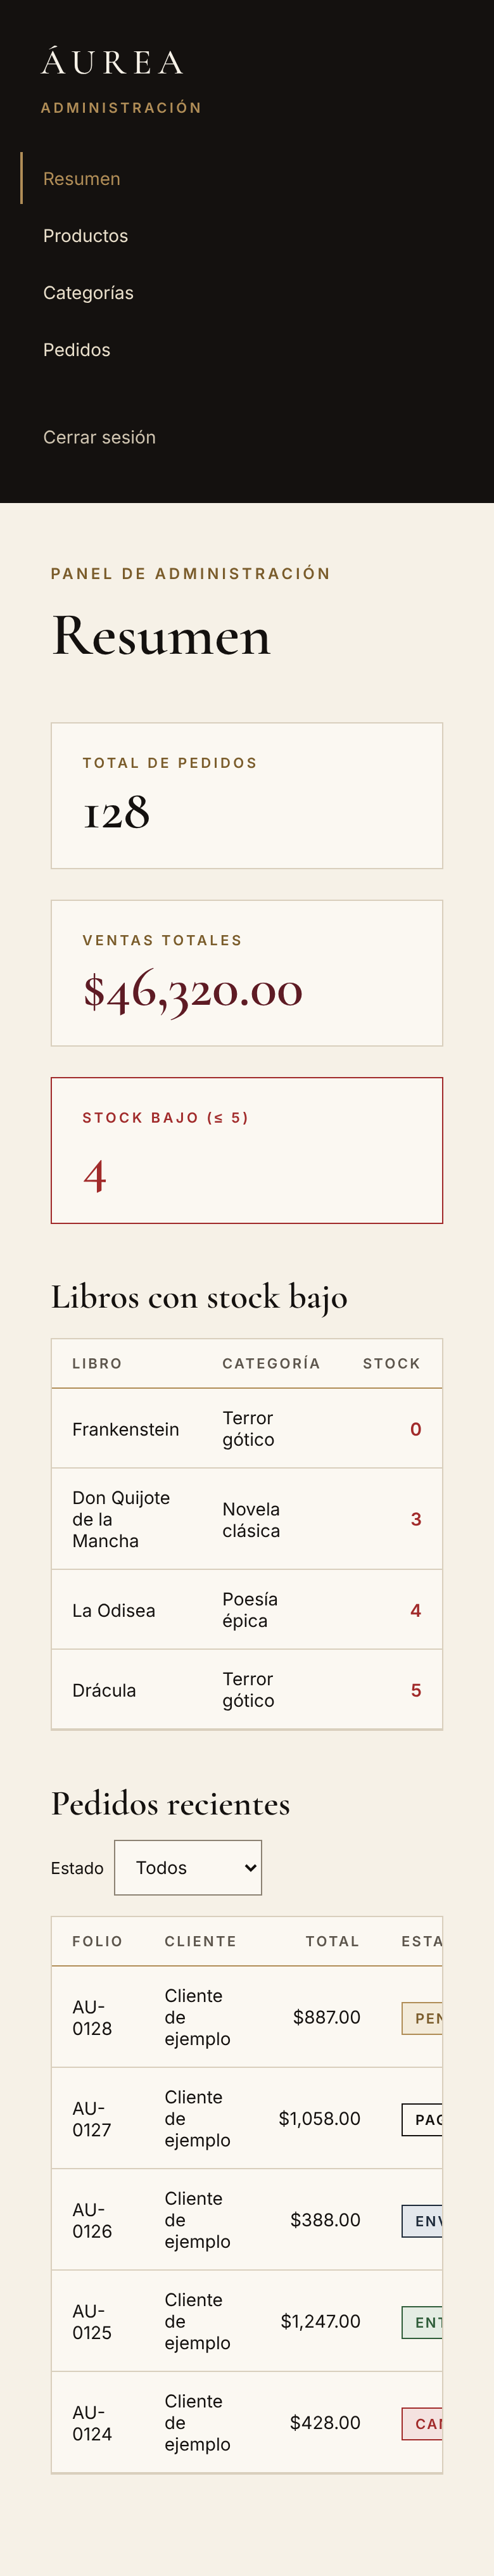 ÁUREA
ADMINISTRACIÓN
Resumen
Productos
Categorías
Pedidos
Cerrar sesión
PANEL DE ADMINISTRACIÓN
Resumen
TOTAL DE PEDIDOS
128
VENTAS TOTALES
$46,320.00
STOCK BAJO (≤ 5)
4
Libros con stock bajo
LIBRO CATEGORÍA STOCK
Frankenstein Terror gótico 0
Don Quijote de la Mancha Novela clásica 3
La Odisea Poesía épica 4
Drácula Terror gótico 5
Pedidos recientes
Estado Todos
FOLIO CLIENTE TOTAL
AU-0128 Cliente de ejemplo $887.00
AU-0127 Cliente de ejemplo $1,058.00
AU-0126 Cliente de ejemplo $388.00
AU-0125 Cliente de ejemplo $1,247.00
AU-0124 Cliente de ejemplo $428.00